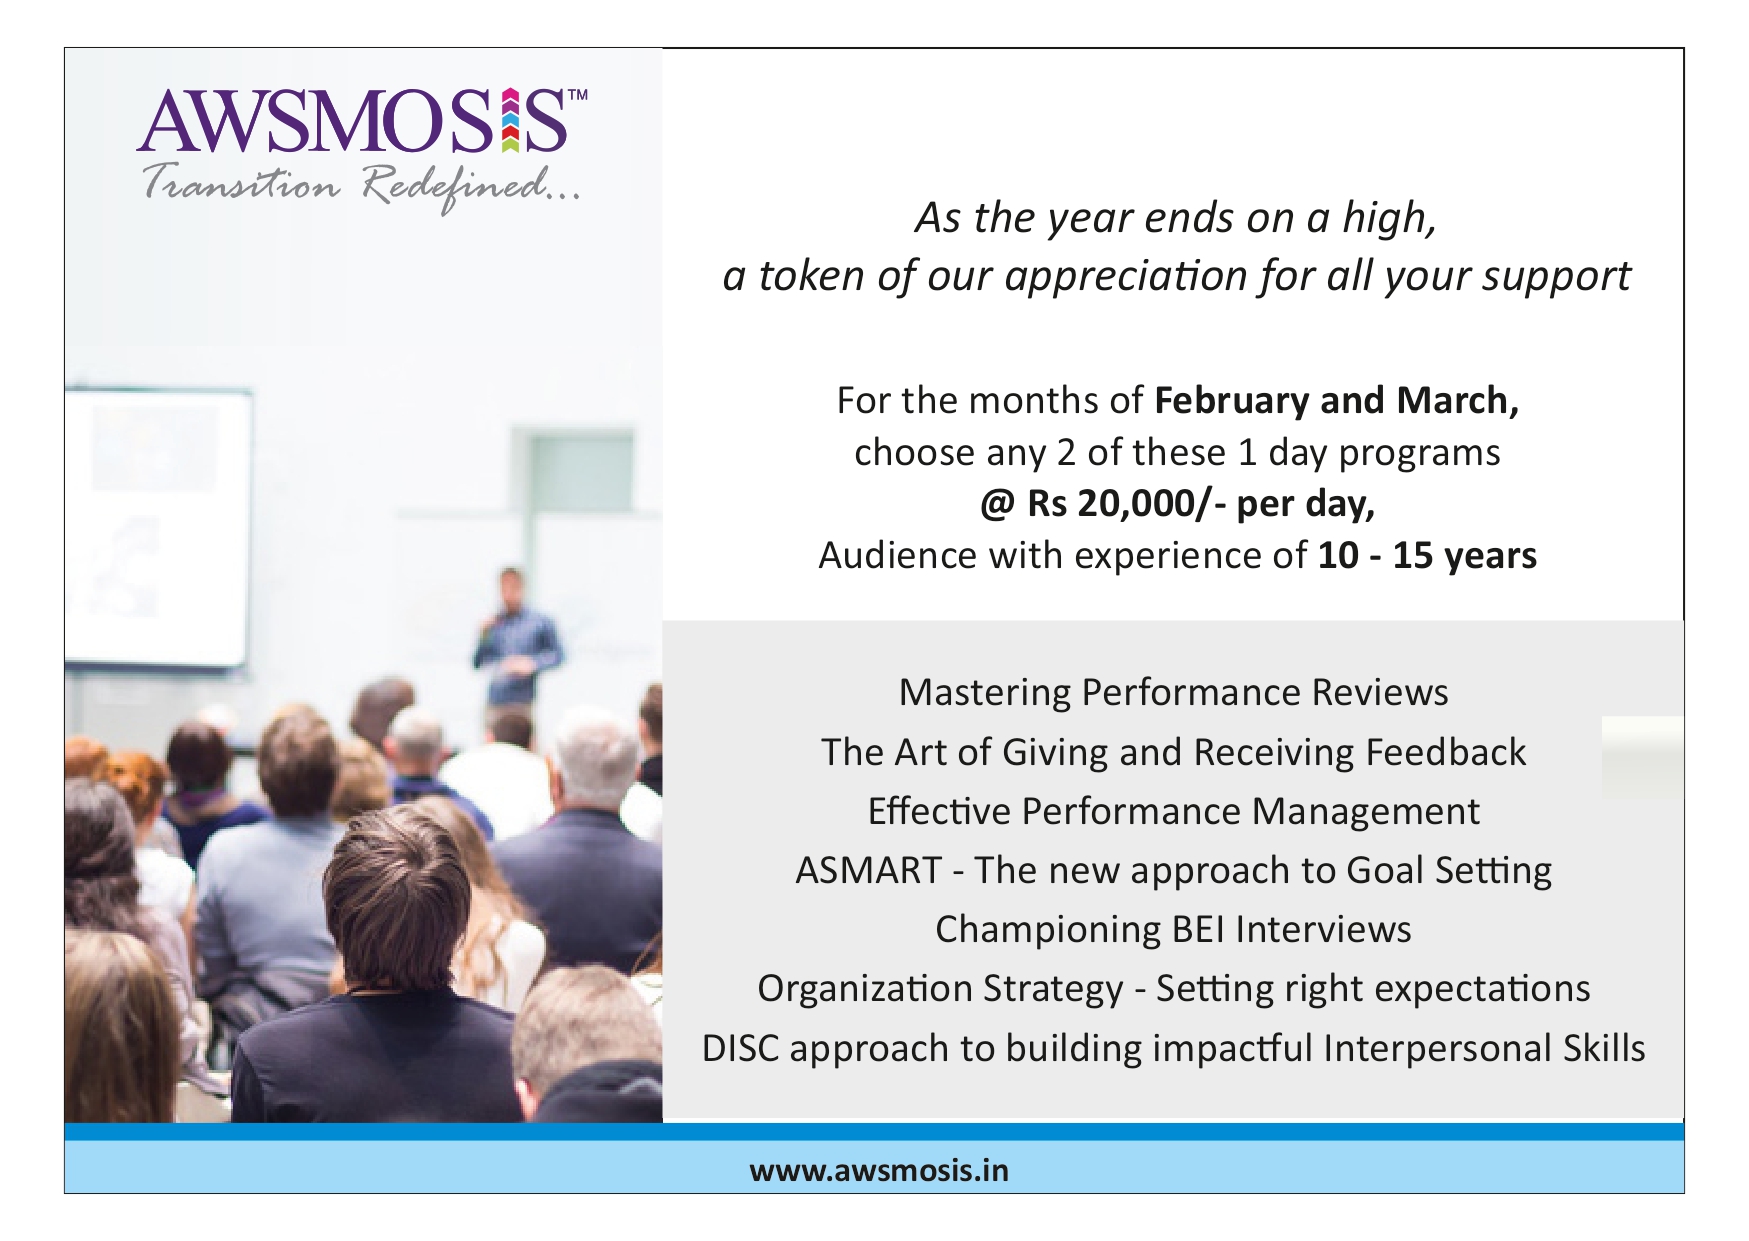 AWSMOSIS™
Transition Redefined...
As the year ends on a high,
a token of our appreciation for all your support
For the months of February and March,
choose any 2 of these 1 day programs
@ Rs 20,000/- per day,
Audience with experience of 10 - 15 years
Mastering Performance Reviews
The Art of Giving and Receiving Feedback
Effective Performance Management
ASMART - The new approach to Goal Setting
Championing BEI Interviews
Organization Strategy - Setting right expectations
DISC approach to building impactful Interpersonal Skills
www.awsmosis.in